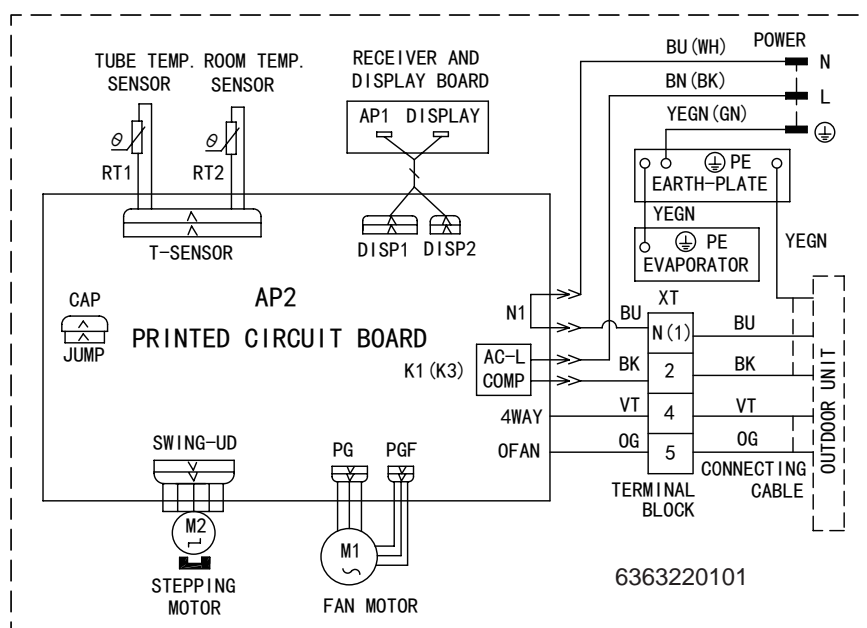 TUBE TEMP. ROOM TEMP.
SENSOR SENSOR
RECEIVER AND
DISPLAY BOARD
AP1 DISPLAY
θ
RT1
θ
RT2
T-SENSOR
DISP1 DISP2
BU(WH)
POWER
N
BN(BK)
L
YEGN(GN)
PE
EARTH-PLATE
YEGN
YEGN
PE
EVAPORATOR
CAP
JUMP
AP2
PRINTED CIRCUIT BOARD
N1
K1(K3)
AC-L
COMP
4WAY
OFAN
XT
BU
N(1)
BU
BK
2
BK
VT
4
VT
OG
5
OG
TERMINAL
BLOCK
CONNECTING
CABLE
OUTDOOR UNIT
SWING-UD
M2
STEPPING
MOTOR
PG PGF
M1
FAN MOTOR
6363220101